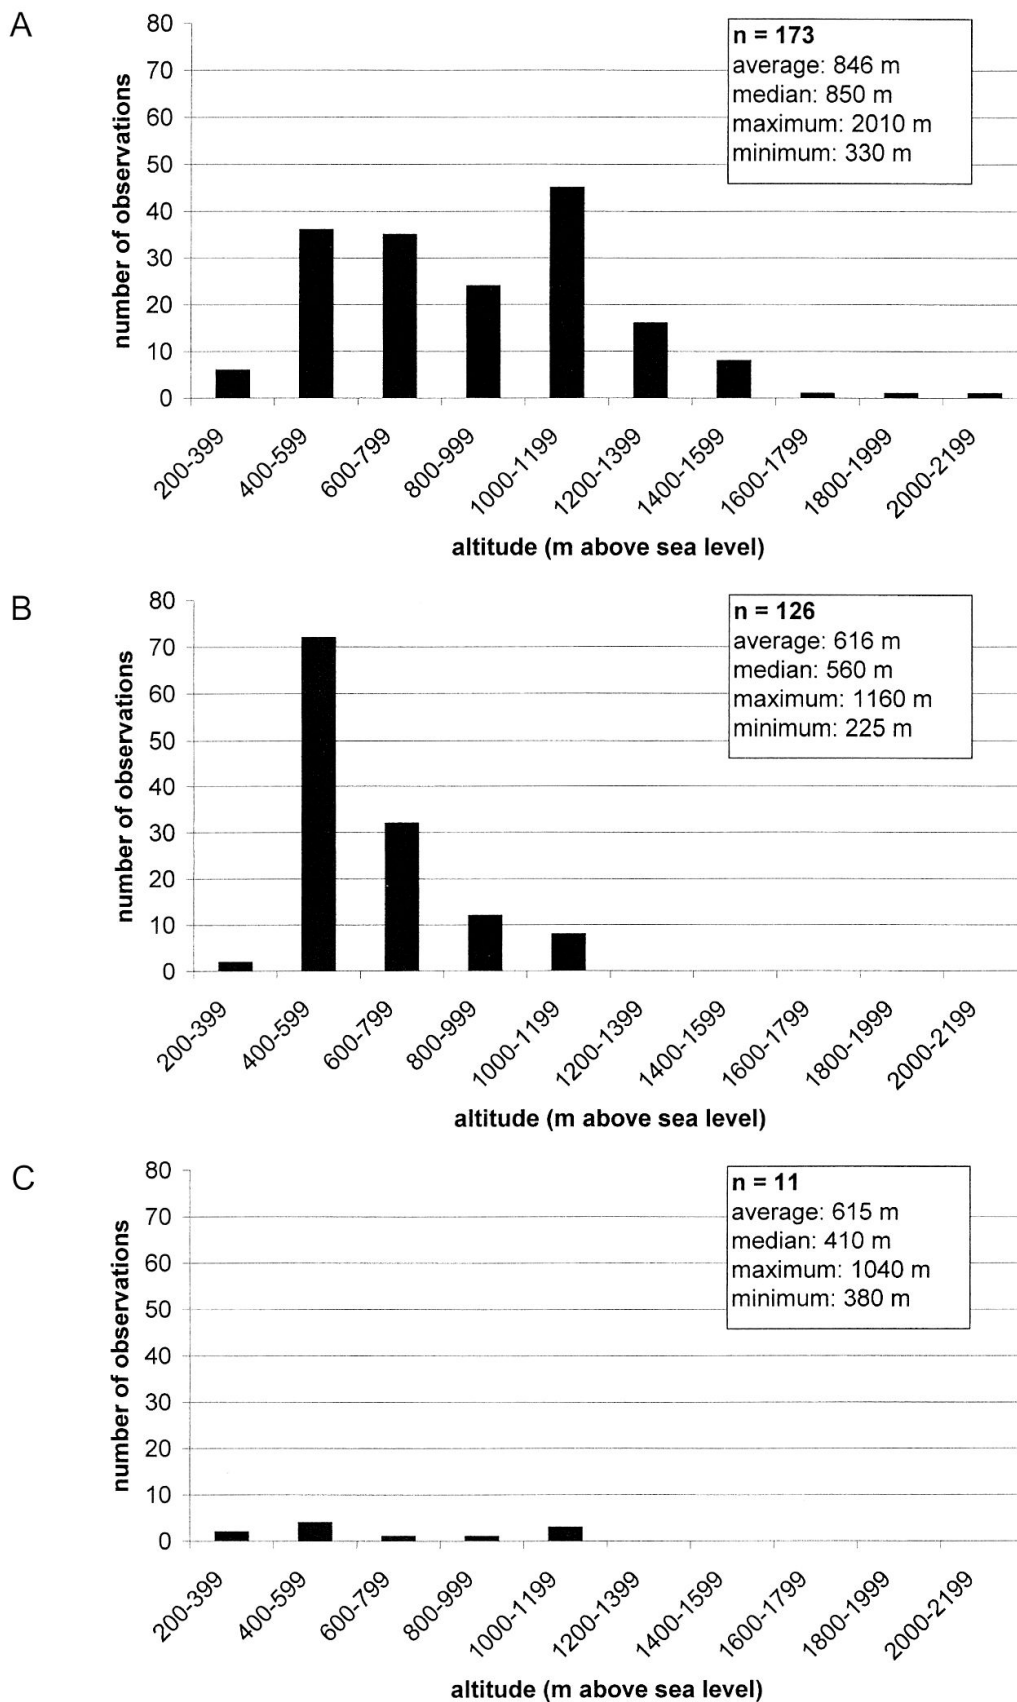 A
80
70
60
50
40
30
20
10
0
number of observations
n = 173
average: 846 m
median: 850 m
maximum: 2010 m
minimum: 330 m
200-399
400-599
600-799
800-999
1000-1199
1200-1399
1400-1599
1600-1799
1800-1999
2000-2199
altitude (m above sea level)
B
80
70
60
50
40
30
20
10
0
number of observations
n = 126
average: 616 m
median: 560 m
maximum: 1160 m
minimum: 225 m
200-399
400-599
600-799
800-999
1000-1199
1200-1399
1400-1599
1600-1799
1800-1999
2000-2199
altitude (m above sea level)
C
80
70
60
50
40
30
20
10
0
number of observations
n = 11
average: 615 m
median: 410 m
maximum: 1040 m
minimum: 380 m
200-399
400-599
600-799
800-999
1000-1199
1200-1399
1400-1599
1600-1799
1800-1999
2000-2199
altitude (m above sea level)